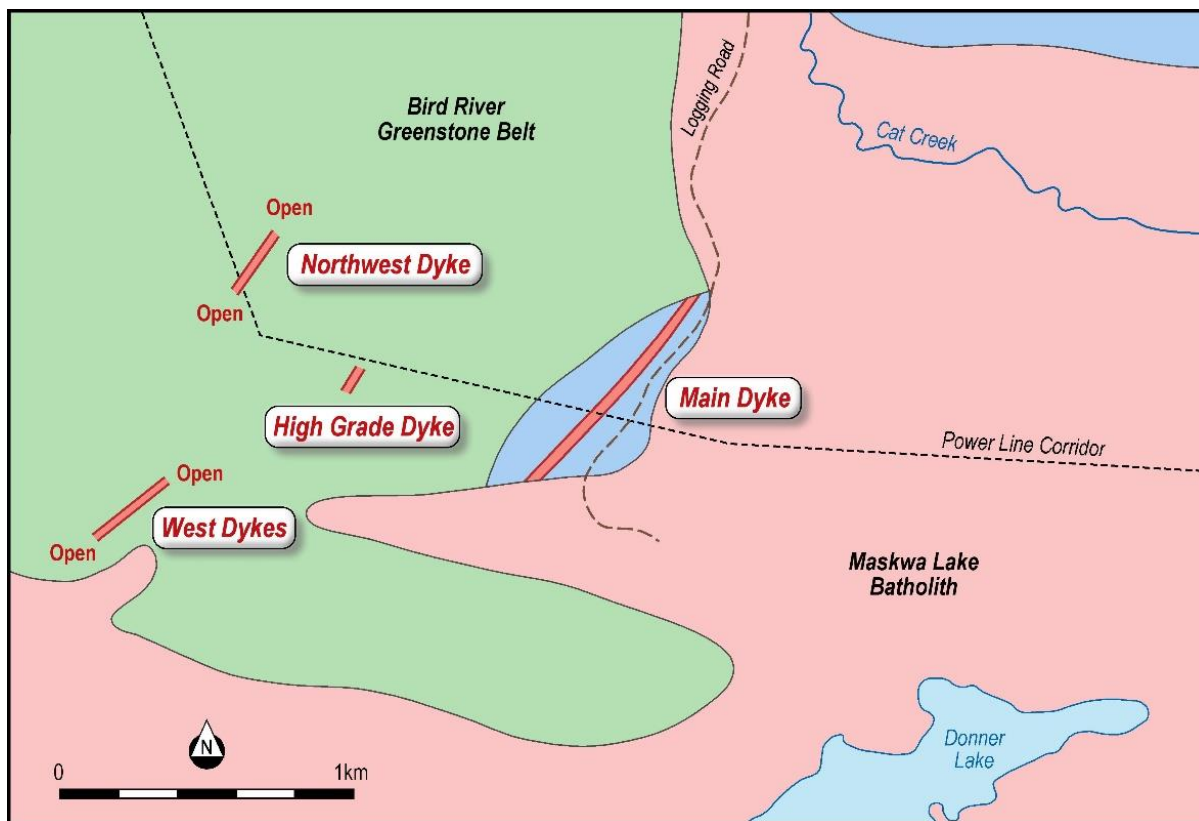 Bird River
Greenstone Belt
Logging Road
Cat Creek
Open
Northwest Dyke
Open
High Grade Dyke
Main Dyke
Power Line Corridor
Open
West Dykes
Open
Maskwa Lake
Batholith
Donner
Lake
N
0
1km